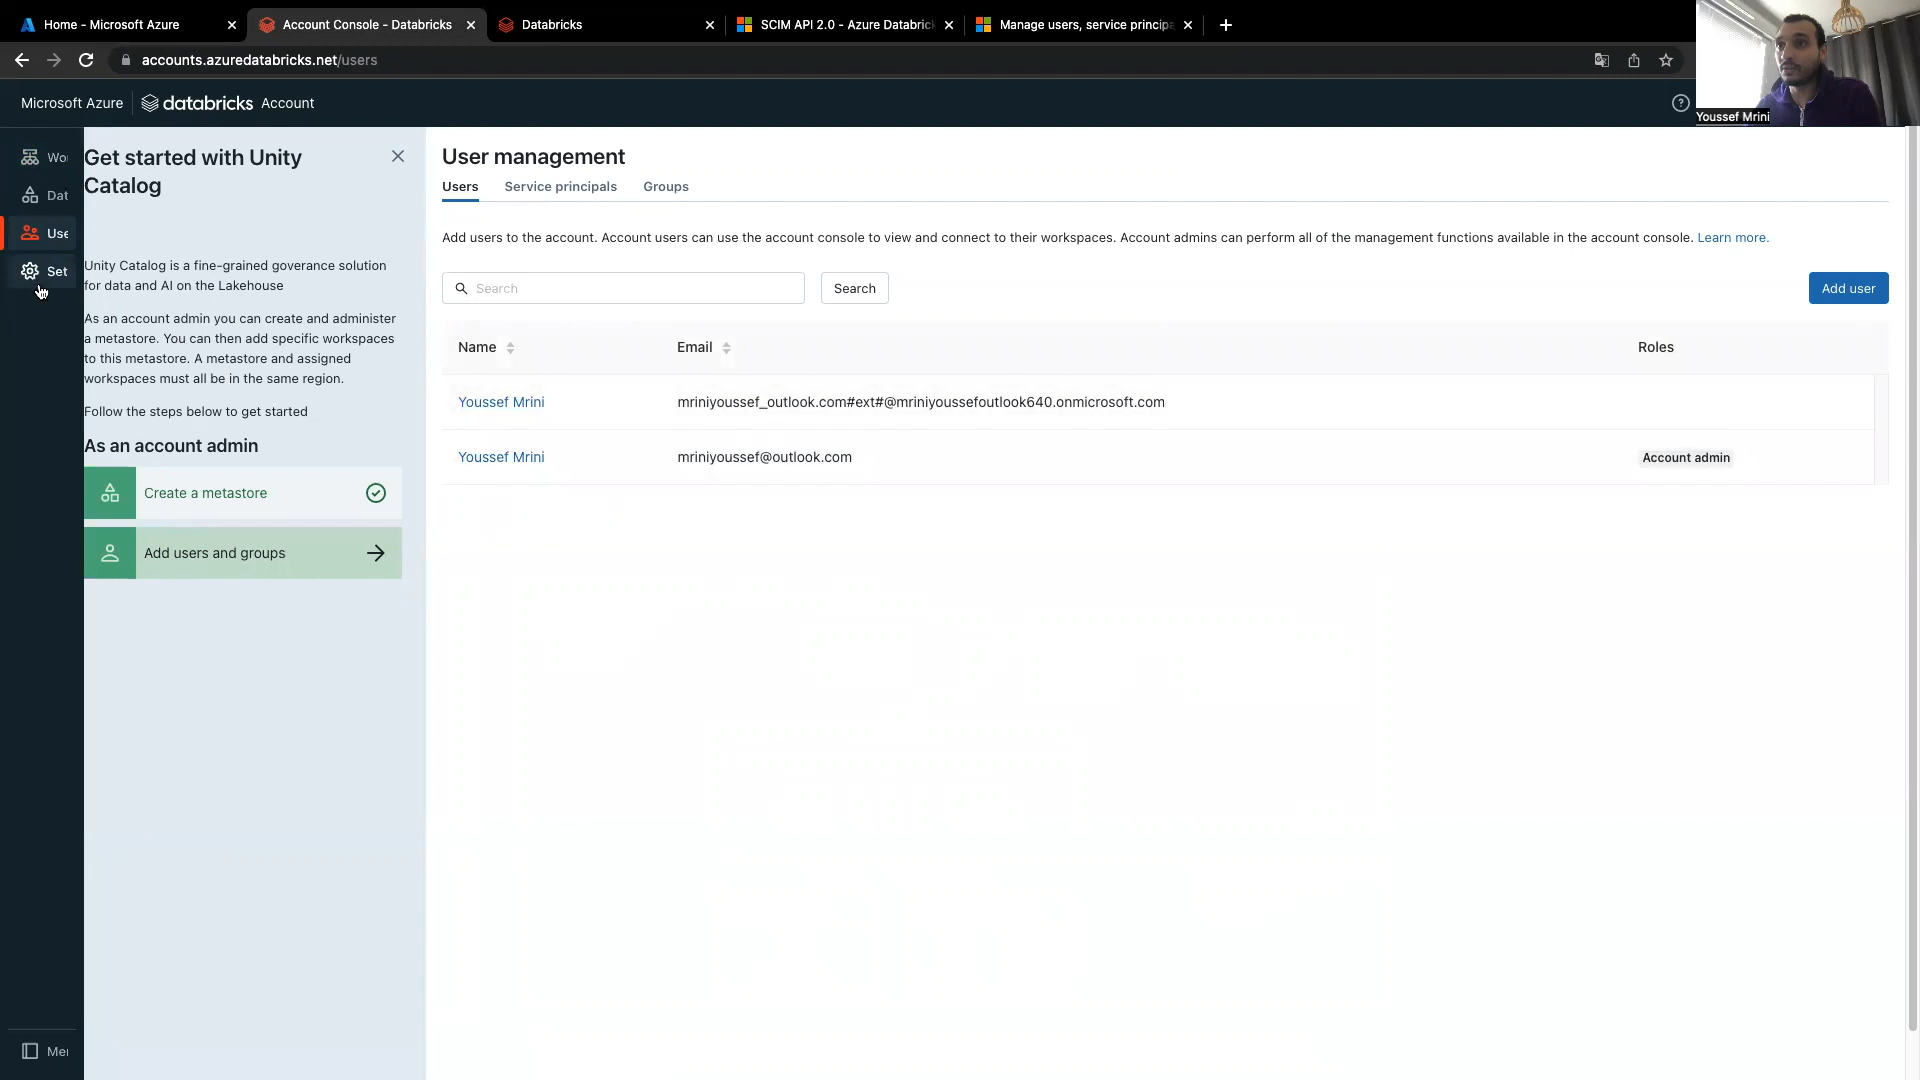 Home - Microsoft Azure
Account Console - Databricks
Databricks
SCIM API 2.0 - Azure Databric
Manage users, service principa
accounts.azuredatabricks.net/users
Youssef Mrini
Microsoft Azure
databricks Account
Wo
Dat
Use
Set
Mer
Get started with Unity
Catalog
Unity Catalog is a fine-grained goverance solution
for data and AI on the Lakehouse
As an account admin you can create and administer
a metastore. You can then add specific workspaces
to this metastore. A metastore and assigned
workspaces must all be in the same region.
Follow the steps below to get started
As an account admin
Create a metastore
Add users and groups
User management
Users
Service principals
Groups
Add users to the account. Account users can use the account console to view and connect to their workspaces. Account admins can perform all of the management functions available in the account console. Learn more.
Search
Search
Add user
Name
Email
Roles
Youssef Mrini
mriniyoussef_outlook.com#ext#@mriniyoussefoutlook640.onmicrosoft.com
Youssef Mrini
mriniyoussef@outlook.com
Account admin